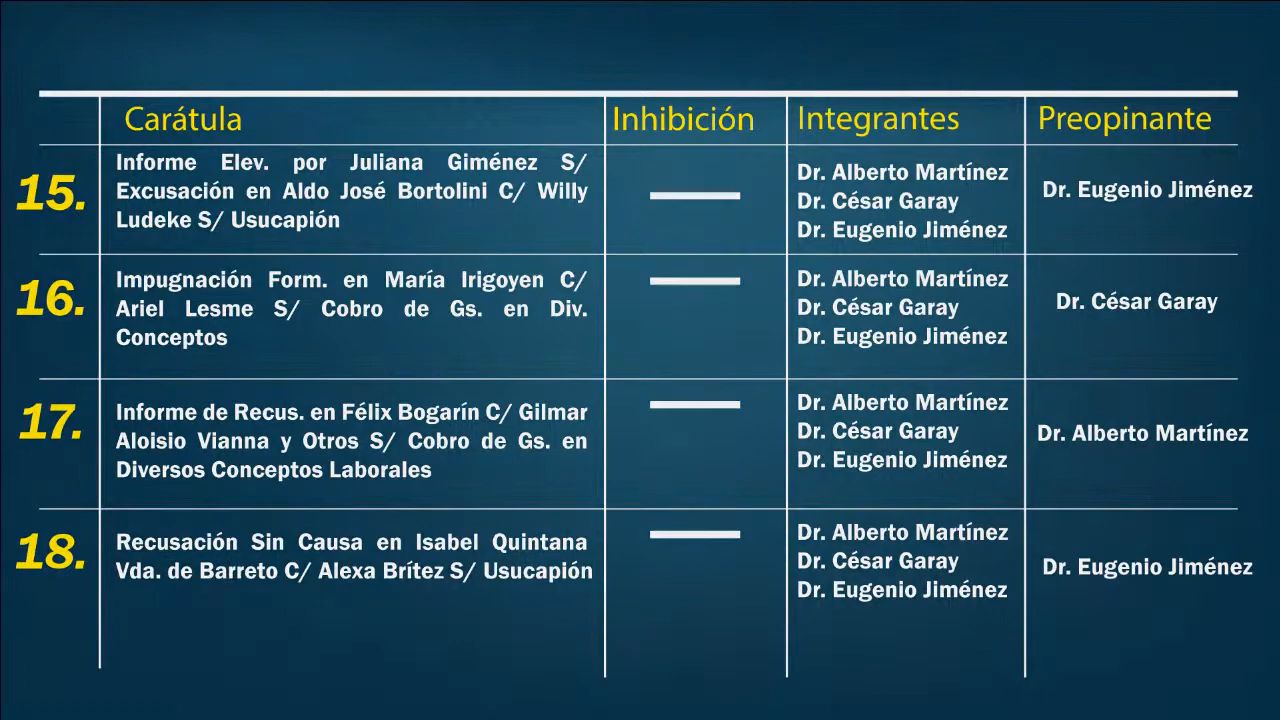 Carátula Inhibición Integrantes Preopinante
15.
Informe Elev. por Juliana Giménez S/
Excusación en Aldo José Bortolini C/ Willy
Ludeke S/ Usucapión
Dr. Alberto Martínez
Dr. César Garay
Dr. Eugenio Jiménez
Dr. Eugenio Jiménez
16.
Impugnación Form. en María Irigoyen C/
Ariel Lesme S/ Cobro de Gs. en Div.
Conceptos
Dr. Alberto Martínez
Dr. César Garay
Dr. Eugenio Jiménez
Dr. César Garay
17.
Informe de Recus. en Félix Bogarín C/ Gilmar
Aloisio Vianna y Otros S/ Cobro de Gs. en
Diversos Conceptos Laborales
Dr. Alberto Martínez
Dr. César Garay
Dr. Eugenio Jiménez
Dr. Alberto Martínez
18.
Recusación Sin Causa en Isabel Quintana
Vda. de Barreto C/ Alexa Brítez S/ Usucapión
Dr. Alberto Martínez
Dr. César Garay
Dr. Eugenio Jiménez
Dr. Eugenio Jiménez